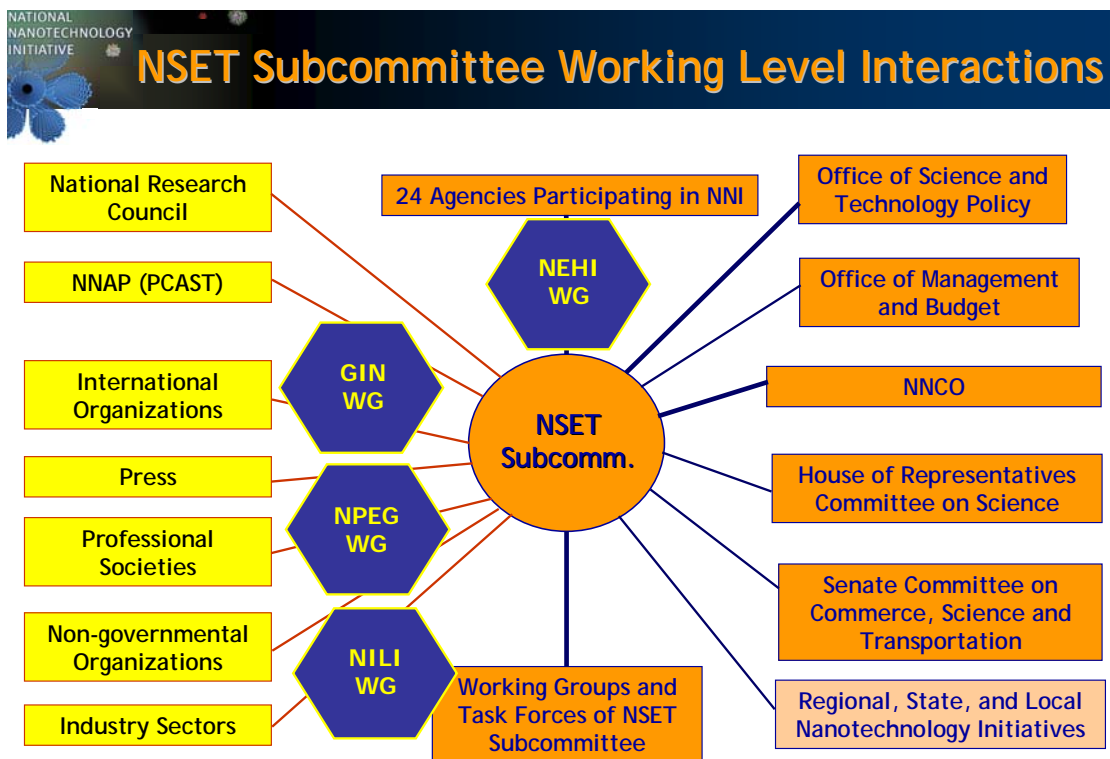 NATIONAL
NANOTECHNOLOGY
INITIATIVE
NSET Subcommittee Working Level Interactions
National Research
Council
NNAP (PCAST)
International
Organizations
Press
Professional
Societies
Non-governmental
Organizations
Industry Sectors
24 Agencies Participating in NNI
NEHI
WG
GIN
WG
NPEG
WG
NILI
WG
NSET
Subcomm.
Working Groups and
Task Forces of NSET
Subcommittee
Office of Science and
Technology Policy
Office of Management
and Budget
NNCO
House of Representatives
Committee on Science
Senate Committee on
Commerce, Science and
Transportation
Regional, State, and Local
Nanotechnology Initiatives